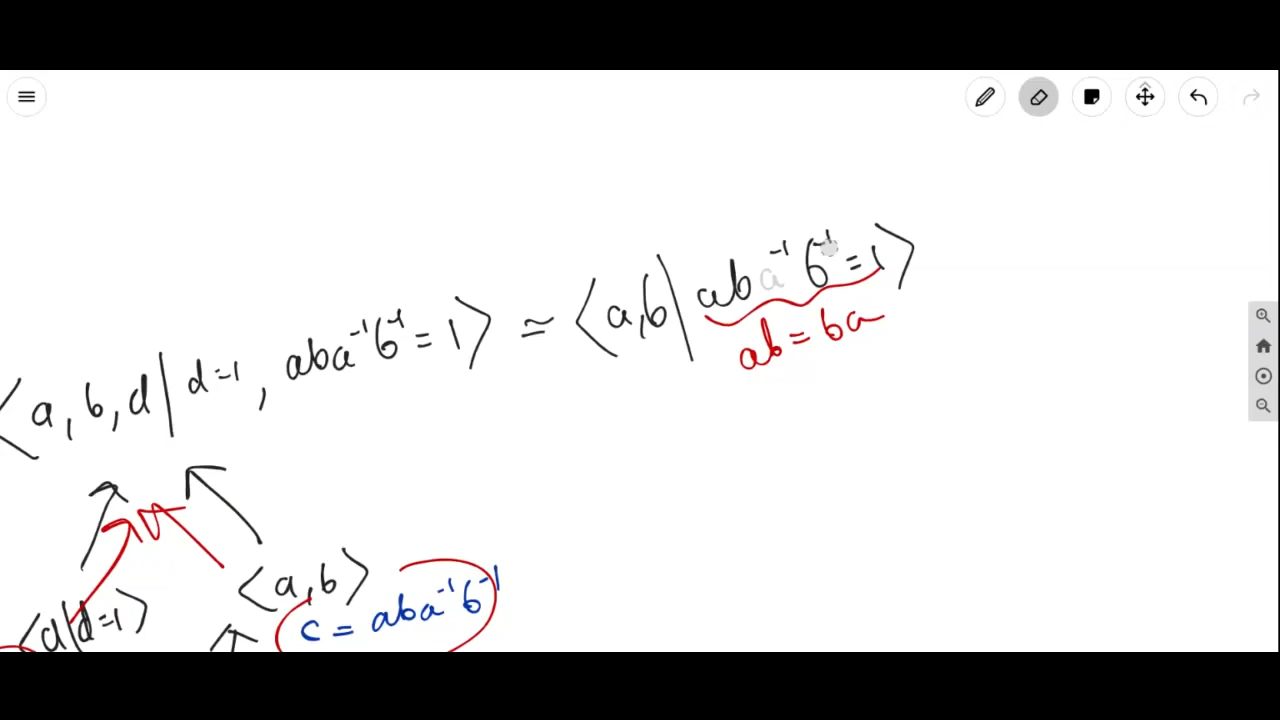 ⟨a, b, d | d=1, aba⁻¹b⁻¹ = 1⟩ ≃ ⟨a,b | aba⁻¹b⁻¹ = 1⟩
ab = ba
⟨d|d=1⟩ ⟨a,b⟩
c = aba⁻¹b⁻¹